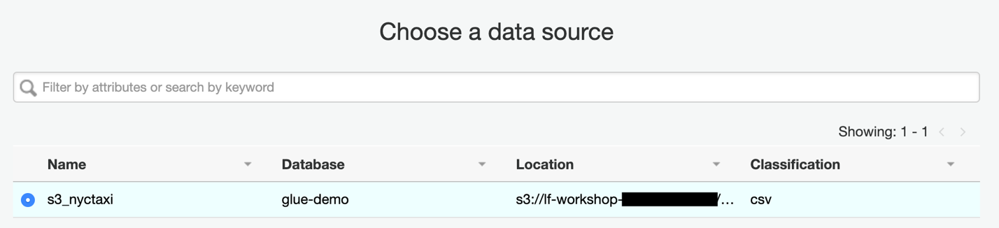 Choose a data source
Filter by attributes or search by keyword
Showing: 1 - 1
Name Database Location Classification
s3_nyctaxi glue-demo s3://lf-workshop- /... csv